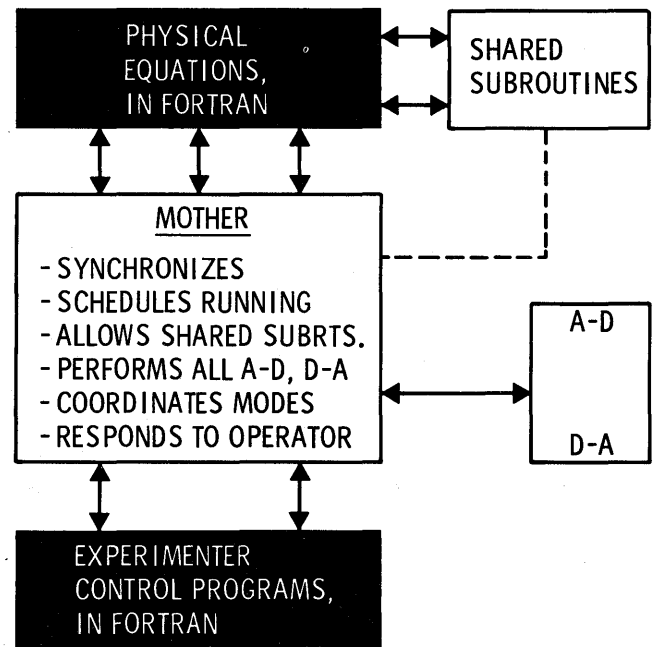 PHYSICAL
EQUATIONS,
IN FORTRAN
SHARED
SUBROUTINES
MOTHER
- SYNCHRONIZES
- SCHEDULES RUNNING
- ALLOWS SHARED SUBRTS.
- PERFORMS ALL A-D, D-A
- COORDINATES MODES
- RESPONDS TO OPERATOR
A-D
D-A
EXPERIMENTER
CONTROL PROGRAMS,
IN FORTRAN